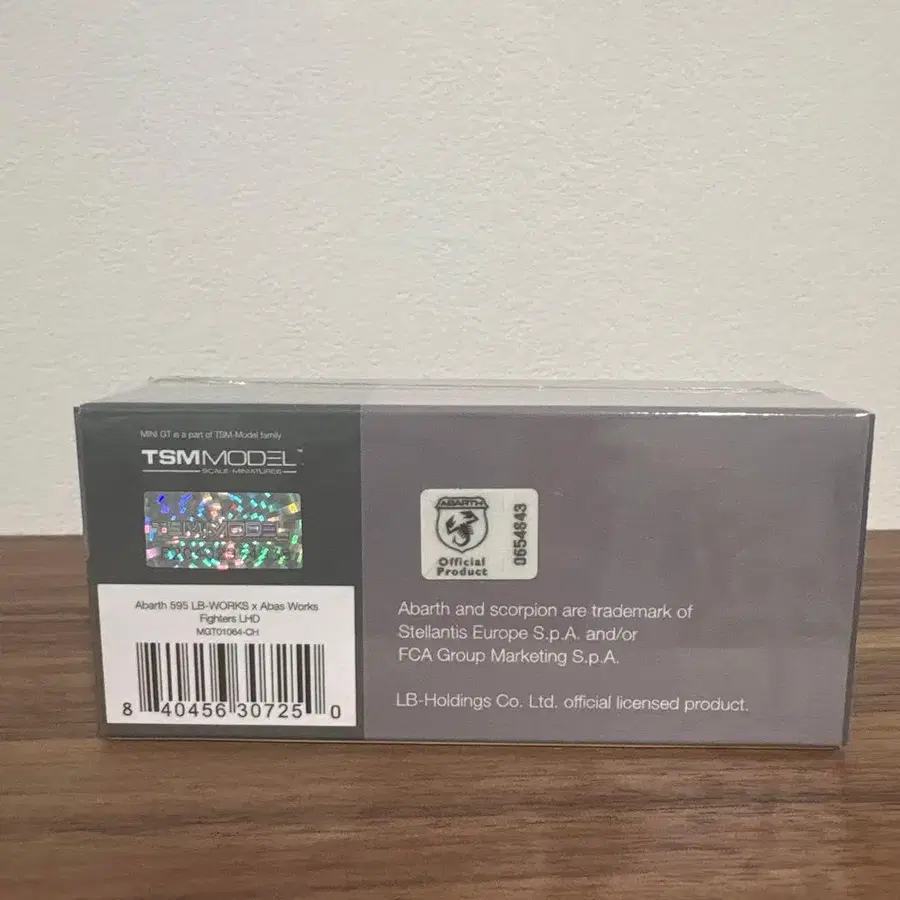 MINI GT is a part of TSM-Model family
TSMMODEL™
SCALE MINIATURES
TSMMODEL
Abarth 595 LB-WORKS x Abas Works
Fighters LHD
MGT01064-CH
8 40456 30725 0
ABARTH
Official
Product
0654843
Abarth and scorpion are trademark of
Stellantis Europe S.p.A. and/or
FCA Group Marketing S.p.A.
LB-Holdings Co. Ltd. official licensed product.